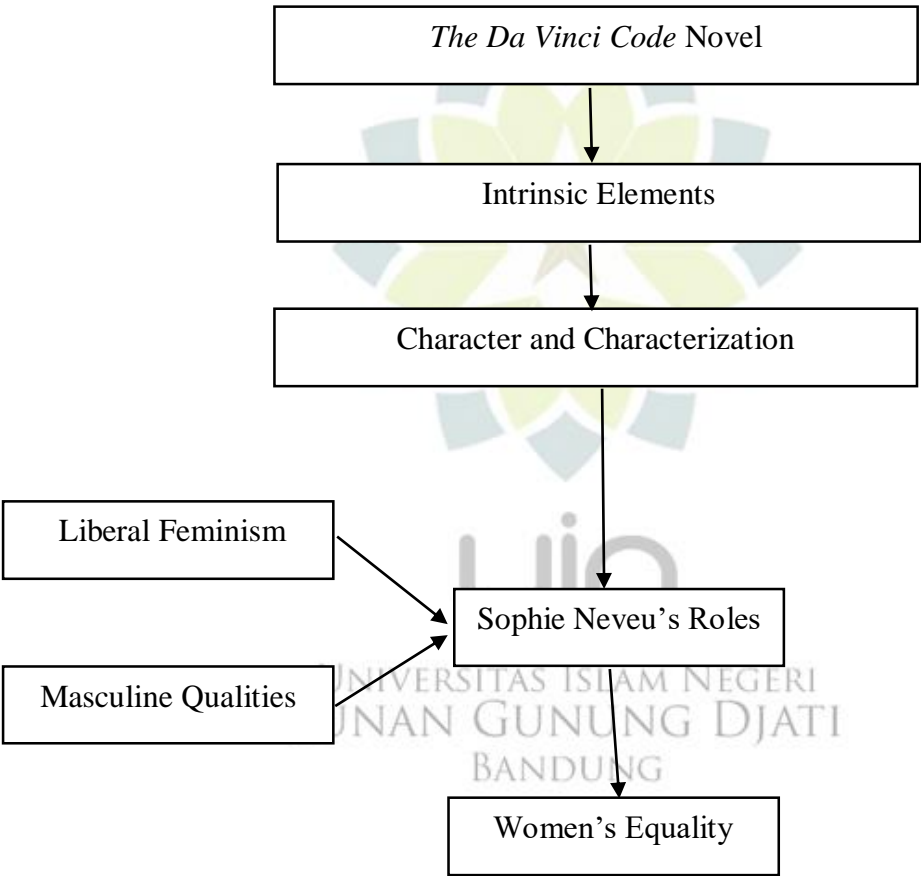 The Da Vinci Code Novel
Intrinsic Elements
Character and Characterization
Liberal Feminism
Sophie Neveu’s Roles
Masculine Qualities
UNIVERSITAS ISLAM NEGERI
GUNUNG DJATI
BANDUNG
Women’s Equality